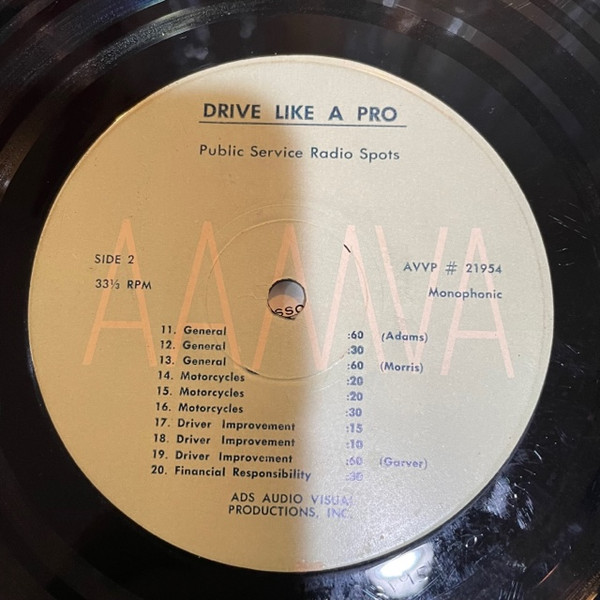 DRIVE LIKE A PRO
Public Service Radio Spots
AAMVA
SIDE 2
33⅓ RPM
AVVP # 21954
Monophonic
11. General :60 (Adams)
12. General :30
13. General :60 (Morris)
14. Motorcycles :20
15. Motorcycles :20
16. Motorcycles :30
17. Driver Improvement :15
18. Driver Improvement :10
19. Driver Improvement :60 (Garver)
20. Financial Responsibility :30
ADS AUDIO VISUAL
PRODUCTIONS, INC.